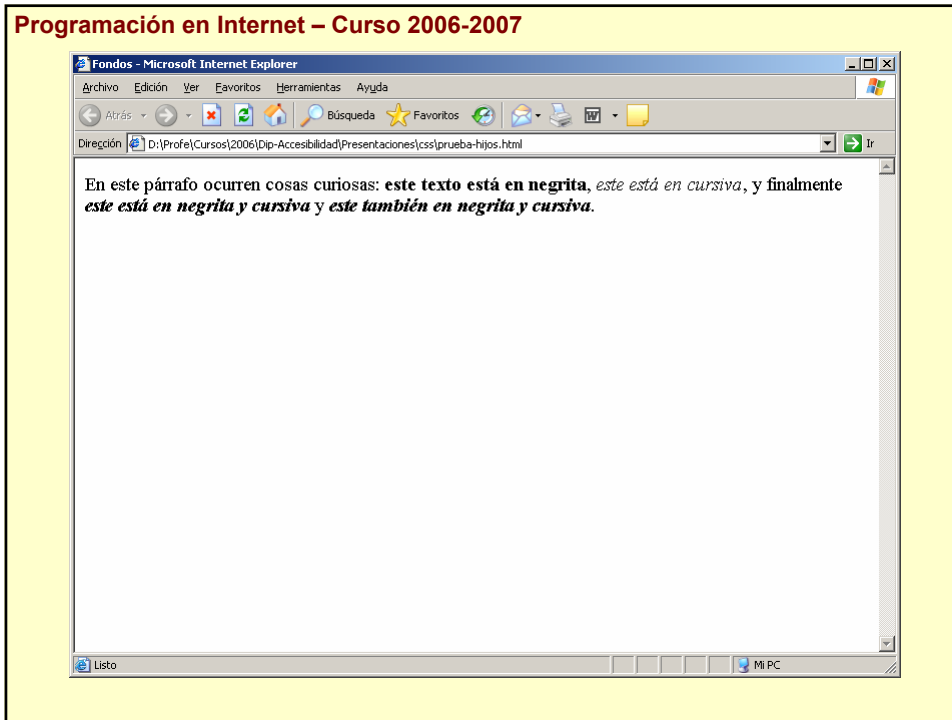 Programación en Internet – Curso 2006-2007
Fondos - Microsoft Internet Explorer
Archivo Edición Ver Favoritos Herramientas Ayuda
Atrás Búsqueda Favoritos
Dirección D:\Profe\Cursos\2006\Dip-Accesibilidad\Presentaciones\css\prueba-hijos.html Ir
En este párrafo ocurren cosas curiosas: este texto está en negrita, este está en cursiva, y finalmente
este está en negrita y cursiva y este también en negrita y cursiva.
Listo Mi PC